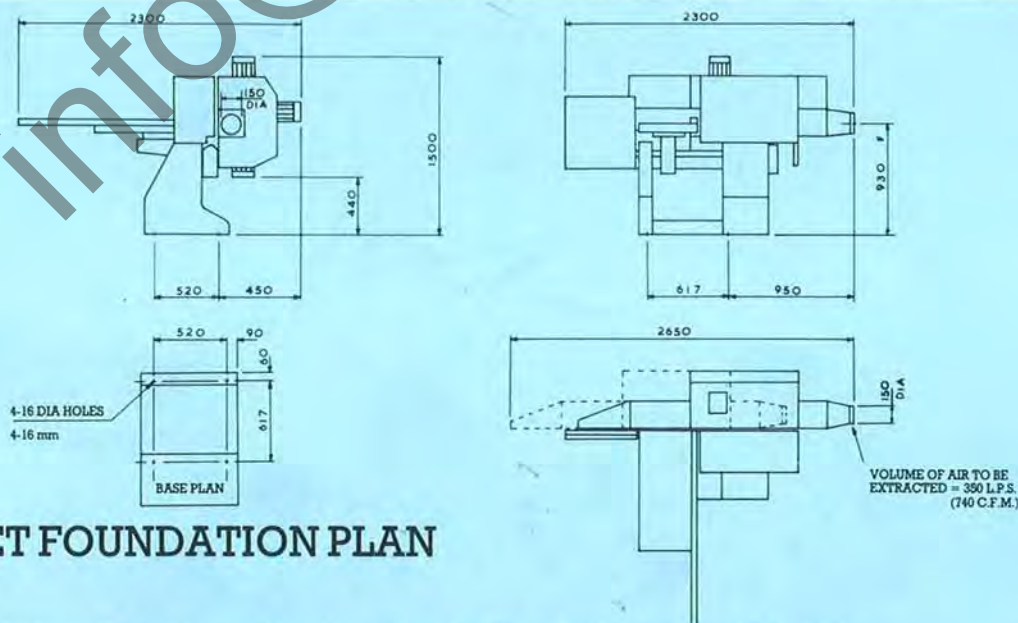 info@
2300
150
DIA
1500
440
520
450
2300
930
617
950
520
90
60
617
4-16 DIA HOLES
4-16 mm
BASE PLAN
2650
150
DIA
VOLUME OF AIR TO BE
EXTRACTED = 350 L.P.S.
(740 C.F.M.)
ET FOUNDATION PLAN